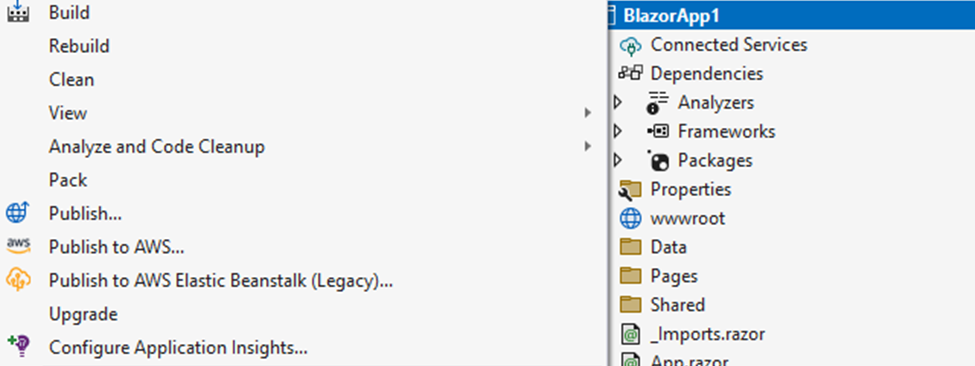 Build
Rebuild
Clean
View
Analyze and Code Cleanup
Pack
Publish...
aws Publish to AWS...
Publish to AWS Elastic Beanstalk (Legacy)...
Upgrade
Configure Application Insights...
BlazorApp1
Connected Services
Dependencies
Analyzers
Frameworks
Packages
Properties
wwwroot
Data
Pages
Shared
_Imports.razor
App.razor